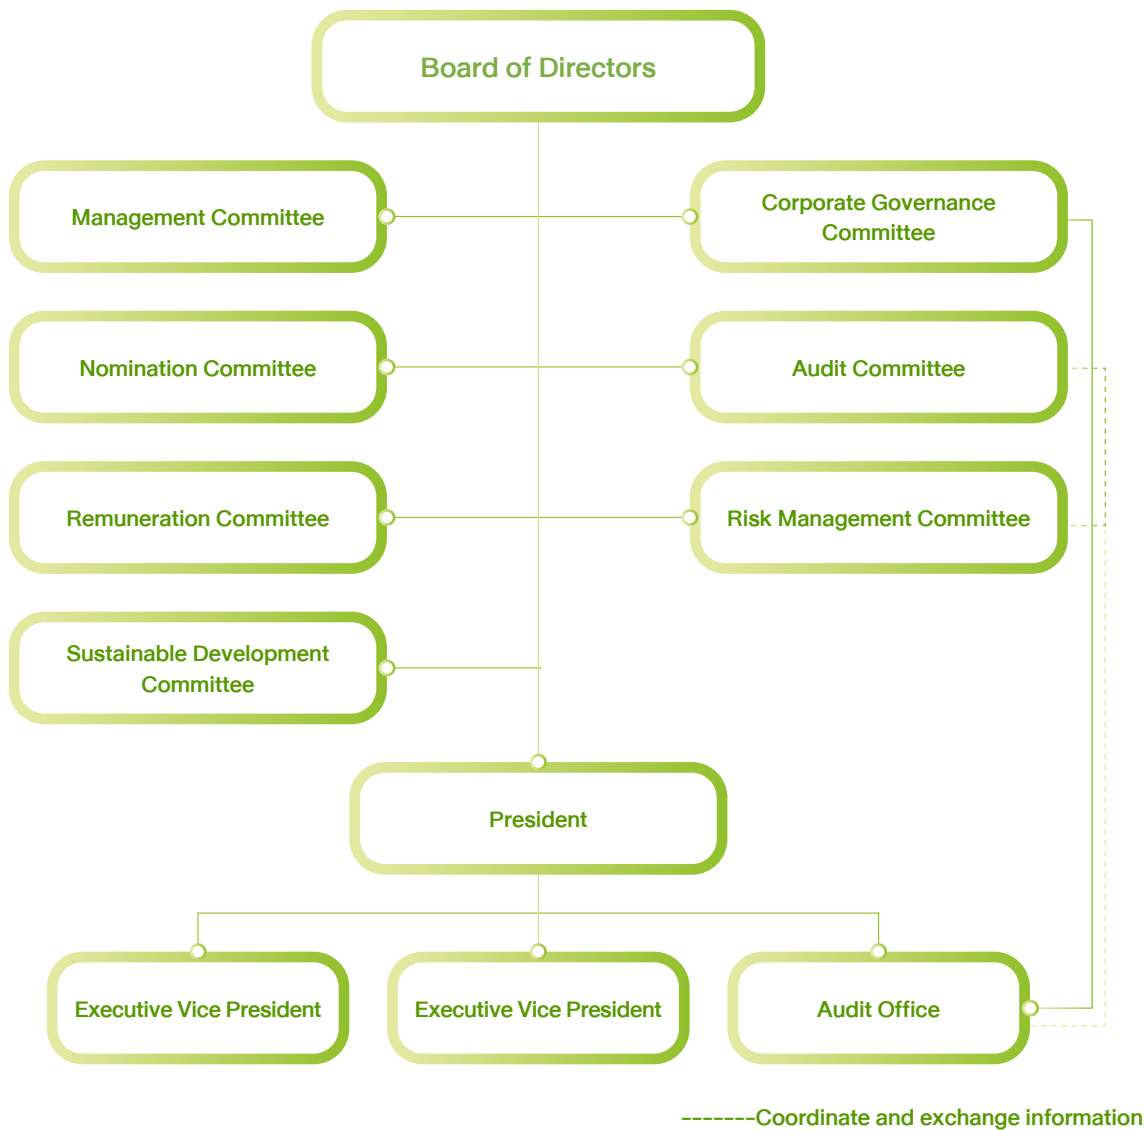 Board of Directors
Management Committee
Corporate Governance
Committee
Nomination Committee
Audit Committee
Remuneration Committee
Risk Management Committee
Sustainable Development
Committee
President
Executive Vice President
Executive Vice President
Audit Office
-------Coordinate and exchange information